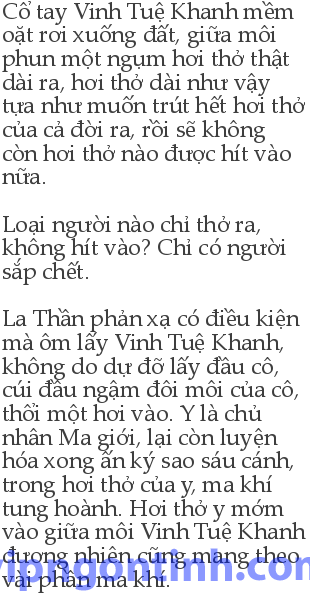 Cổ tay Vinh Tuệ Khanh mềm
oặt rơi xuống đất, giữa môi
phun một ngụm hơi thở thật
dài ra, hơi thở dài như vậy
tựa như muốn trút hết hơi thở
của cả đời ra, rồi sẽ không
còn hơi thở nào được hít vào
nữa.
Loại người nào chỉ thở ra,
không hít vào? Chỉ có người
sắp chết.
La Thần phản xạ có điều kiện
mà ôm lấy Vinh Tuệ Khanh,
không do dự đỡ lấy đầu cô,
cúi đầu ngậm đôi môi của cô,
thổi một hơi vào. Y là chủ
nhân Ma giới, lại còn luyện
hóa xong ấn ký sao sáu cánh,
trong hơi thở của y, ma khí
tung hoành. Hơi thở y mớm
vào giữa môi Vinh Tuệ Khanh
đương nhiên cũng mang theo
vài phần ma khí.
vipngontinh.com